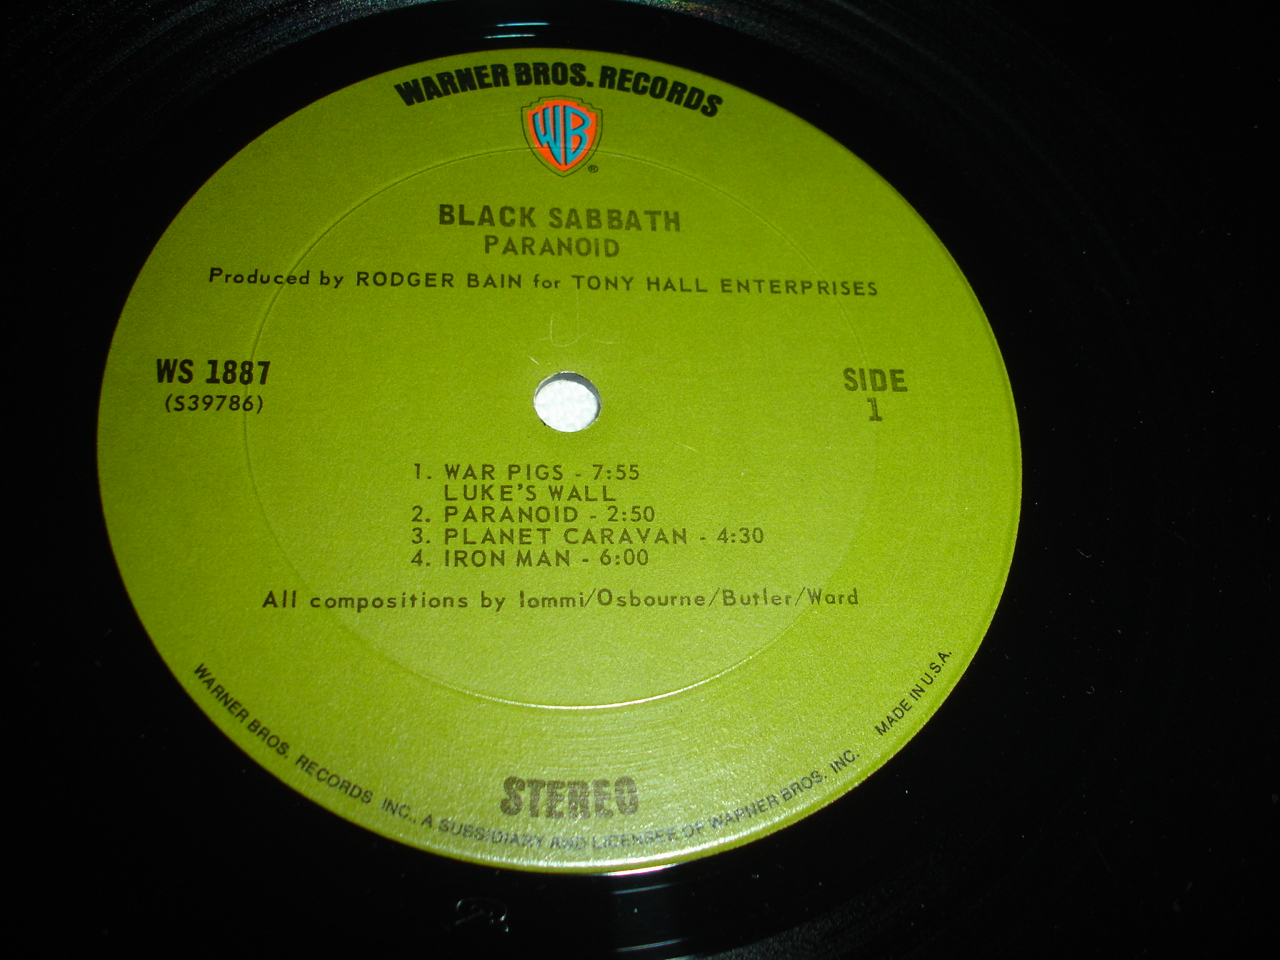 WARNER BROS. RECORDS
WB
®
BLACK SABBATH
PARANOID
Produced by RODGER BAIN for TONY HALL ENTERPRISES
WS 1887
(S39786)
SIDE
1
1. WAR PIGS - 7:55
LUKE'S WALL
2. PARANOID - 2:50
3. PLANET CARAVAN - 4:30
4. IRON MAN - 6:00
All compositions by Iommi/Osbourne/Butler/Ward
STEREO
WARNER BROS. RECORDS INC., A SUBSIDIARY AND LICENSEE OF WARNER BROS. INC. MADE IN U.S.A.